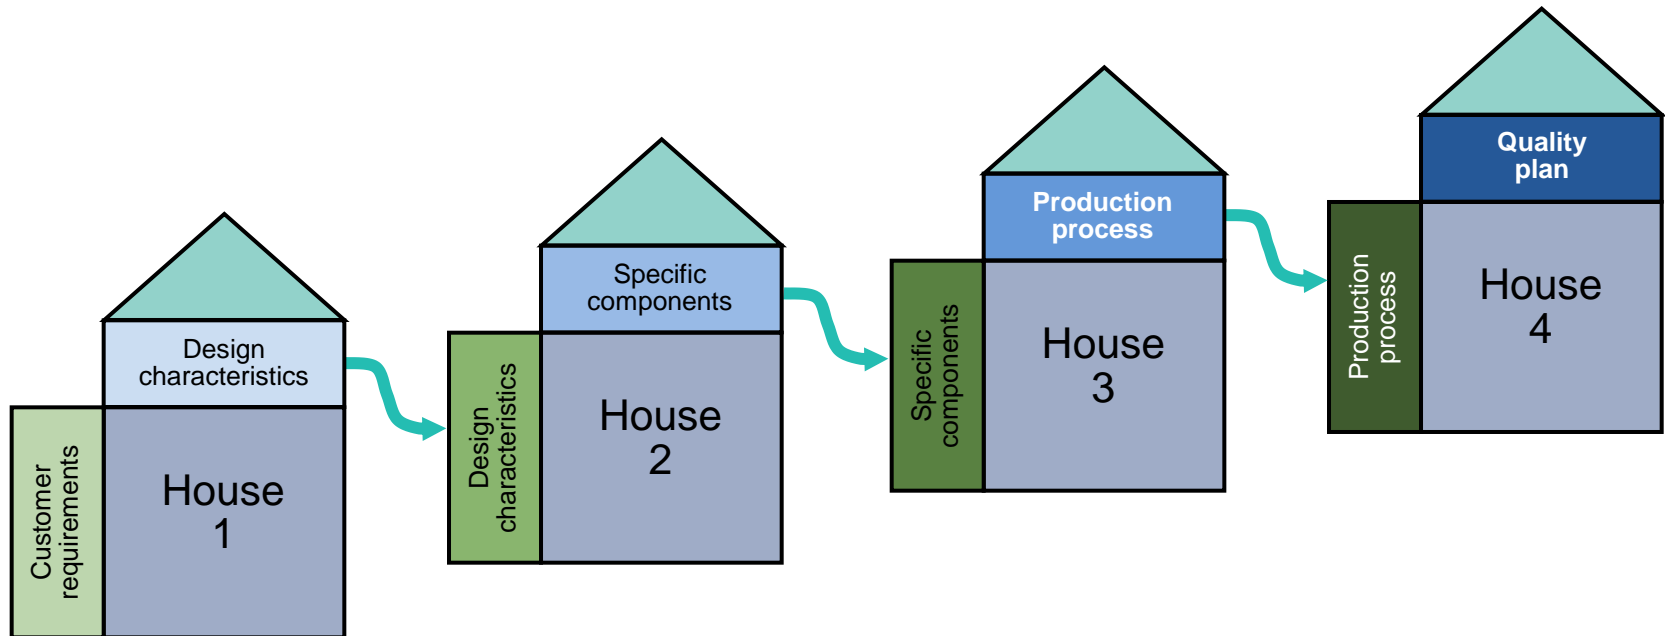 Customer
requirements
Design
characteristics
House
1
Design
characteristics
Specific
components
House
2
Specific
components
Production
process
House
3
Production
process
Quality
plan
House
4